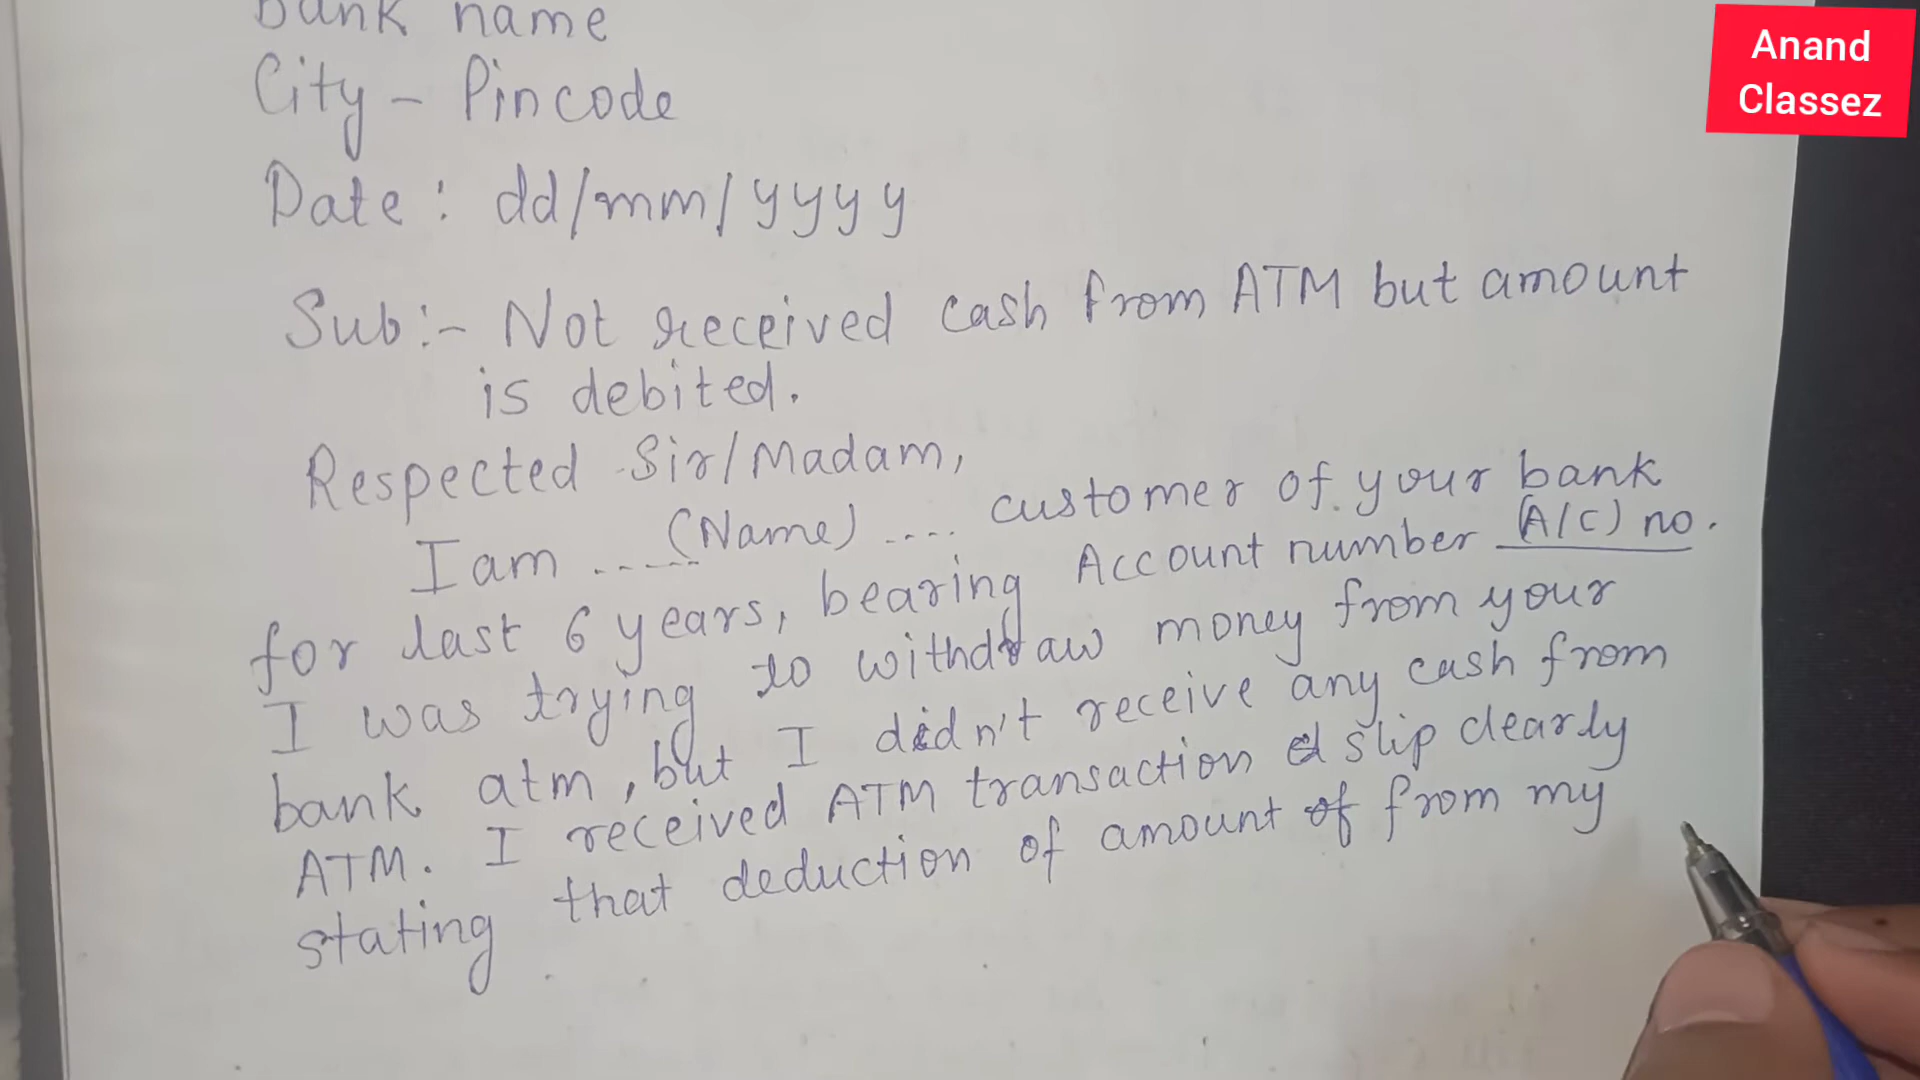 Bank name
City - Pincode
Date : dd/mm/yyyy
Sub:- Not received cash from ATM but amount
is debited.
Respected Sir/Madam,
I am ..... (Name) .... customer of your bank
for last 6 years, bearing Account number (A/C) no.
I was trying to withdraw money from your
bank atm, but I didn't receive any cash from
ATM. I received ATM transaction slip clearly
stating that deduction of amount from my
Anand
Classez